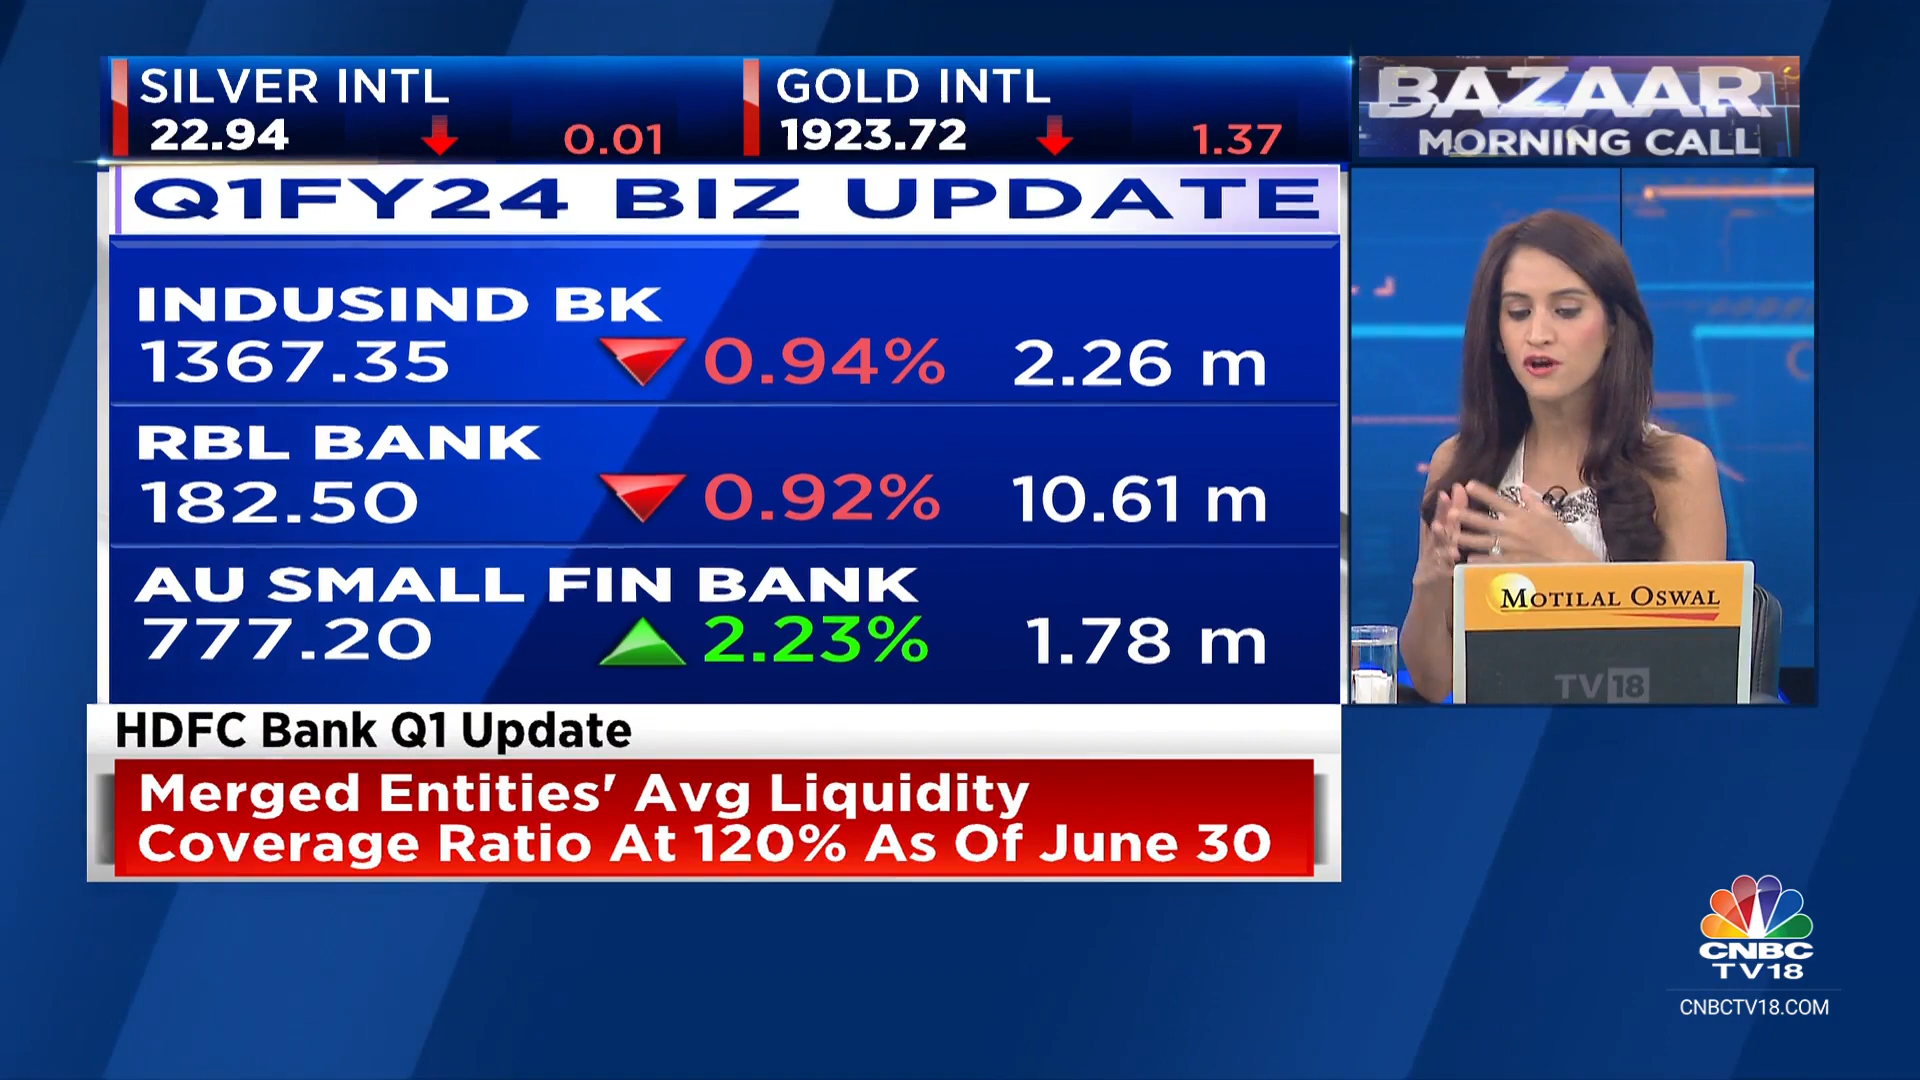 SILVER INTL
22.94 0.01
GOLD INTL
1923.72 1.37
BAZAAR
MORNING CALL
Q1FY24 BIZ UPDATE
INDUSIND BK
1367.35 0.94% 2.26 m
RBL BANK
182.50 0.92% 10.61 m
AU SMALL FIN BANK
777.20 2.23% 1.78 m
MOTILAL OSWAL
TV18
HDFC Bank Q1 Update
Merged Entities' Avg Liquidity
Coverage Ratio At 120% As Of June 30
CNBC
TV18
CNBCTV18.COM